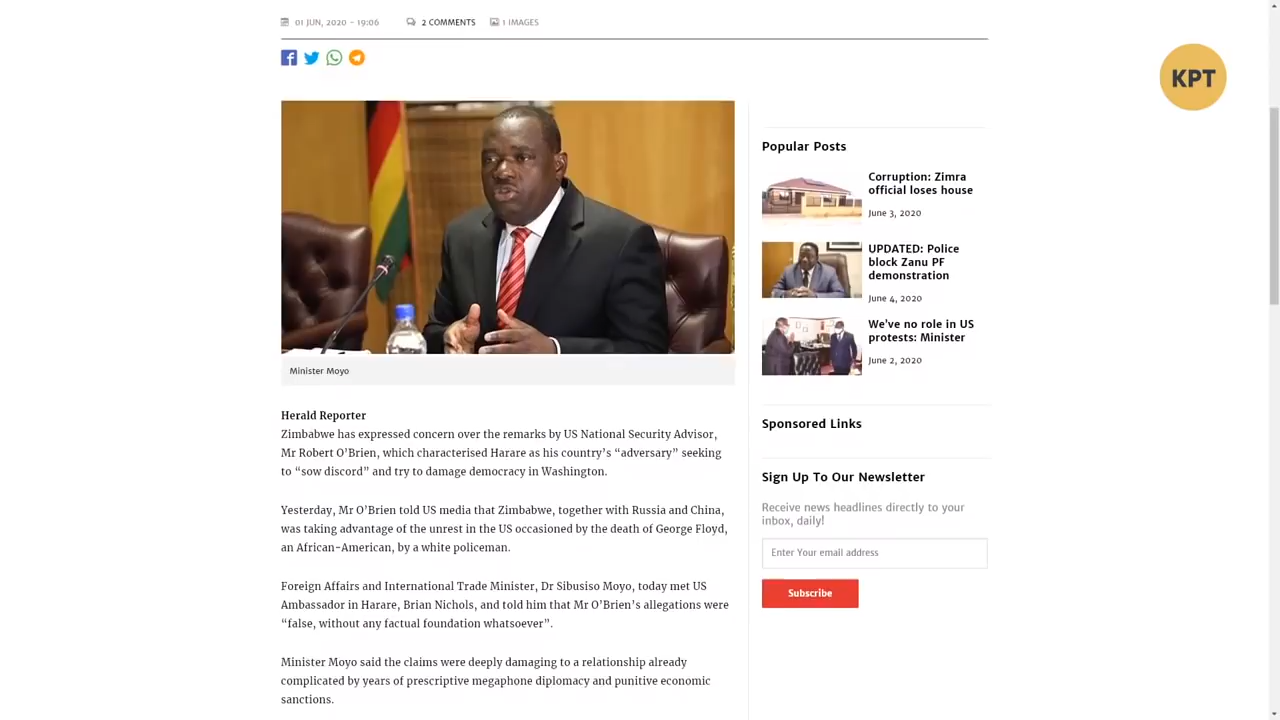 01 JUN, 2020 - 19:06 2 COMMENTS 1 IMAGES
KPT
Minister Moyo
Herald Reporter
Zimbabwe has expressed concern over the remarks by US National Security Advisor,
Mr Robert O’Brien, which characterised Harare as his country’s “adversary” seeking
to “sow discord” and try to damage democracy in Washington.
Yesterday, Mr O’Brien told US media that Zimbabwe, together with Russia and China,
was taking advantage of the unrest in the US occasioned by the death of George Floyd,
an African-American, by a white policeman.
Foreign Affairs and International Trade Minister, Dr Sibusiso Moyo, today met US
Ambassador in Harare, Brian Nichols, and told him that Mr O’Brien’s allegations were
“false, without any factual foundation whatsoever”.
Minister Moyo said the claims were deeply damaging to a relationship already
complicated by years of prescriptive megaphone diplomacy and punitive economic
sanctions.
Popular Posts
Corruption: Zimra
official loses house
June 3, 2020
UPDATED: Police
block Zanu PF
demonstration
June 4, 2020
We’ve no role in US
protests: Minister
June 2, 2020
Sponsored Links
Sign Up To Our Newsletter
Receive news headlines directly to your
inbox, daily!
Enter Your email address
Subscribe